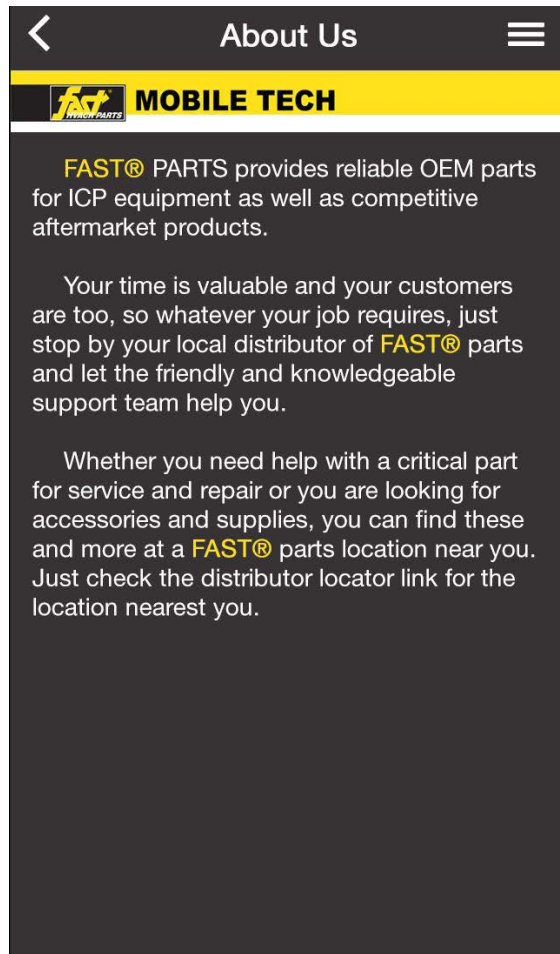 About Us
fast HVACR PARTS MOBILE TECH
FAST® PARTS provides reliable OEM parts
for ICP equipment as well as competitive
aftermarket products.
Your time is valuable and your customers
are too, so whatever your job requires, just
stop by your local distributor of FAST® parts
and let the friendly and knowledgeable
support team help you.
Whether you need help with a critical part
for service and repair or you are looking for
accessories and supplies, you can find these
and more at a FAST® parts location near you.
Just check the distributor locator link for the
location nearest you.